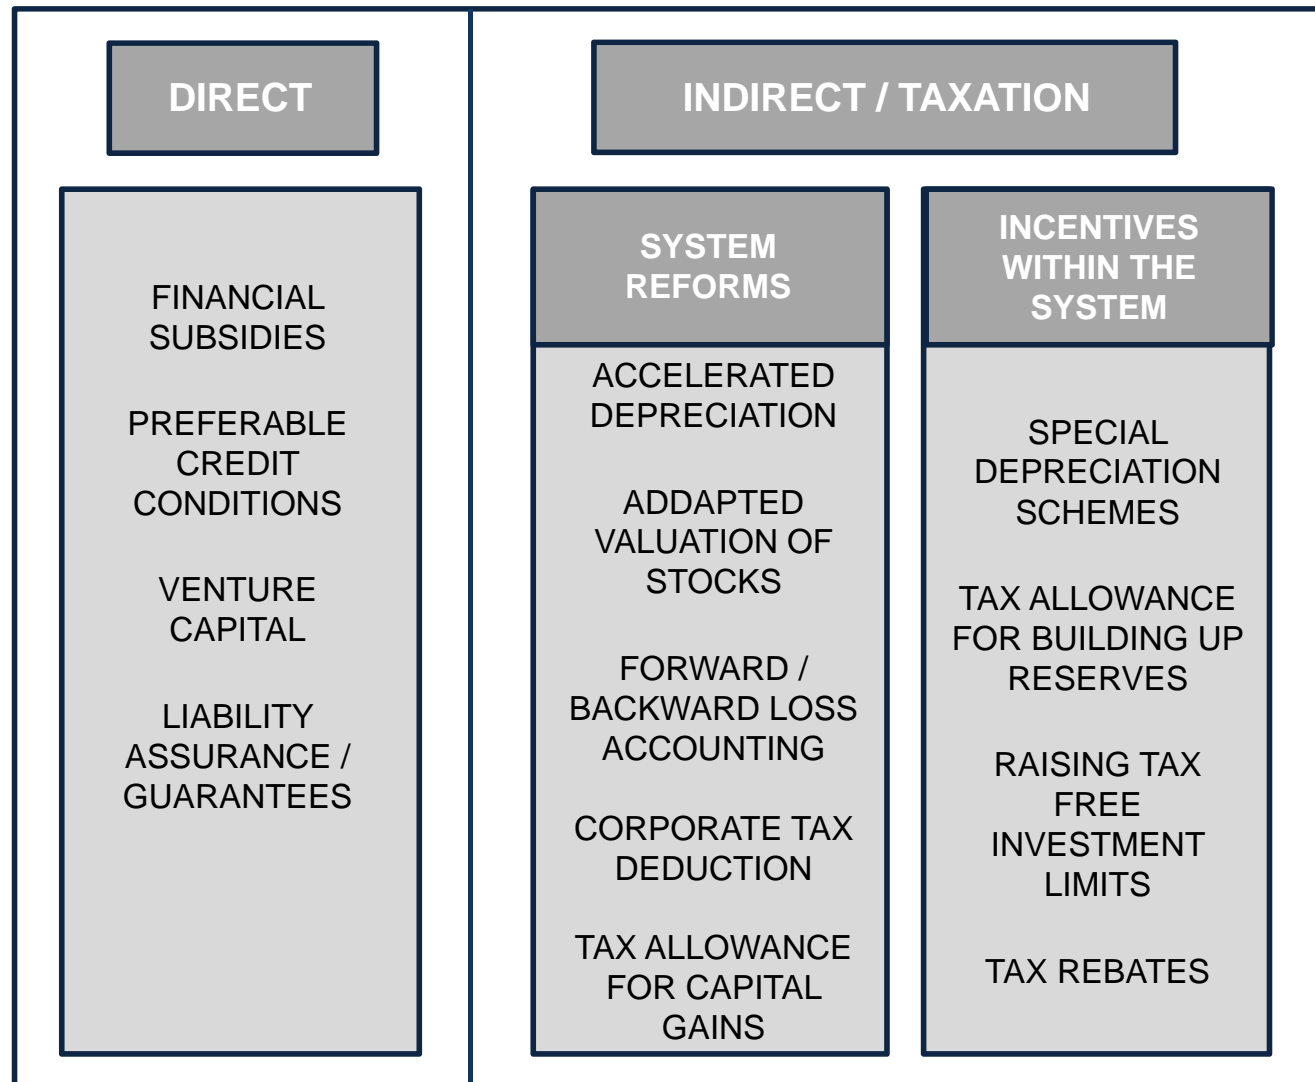 DIRECT
FINANCIAL
SUBSIDIES
PREFERABLE
CREDIT
CONDITIONS
VENTURE
CAPITAL
LIABILITY
ASSURANCE /
GUARANTEES
INDIRECT / TAXATION
SYSTEM
REFORMS
ACCELERATED
DEPRECIATION
ADDAPTED
VALUATION OF
STOCKS
FORWARD /
BACKWARD LOSS
ACCOUNTING
CORPORATE TAX
DEDUCTION
TAX ALLOWANCE
FOR CAPITAL
GAINS
INCENTIVES
WITHIN THE
SYSTEM
SPECIAL
DEPRECIATION
SCHEMES
TAX ALLOWANCE
FOR BUILDING UP
RESERVES
RAISING TAX
FREE
INVESTMENT
LIMITS
TAX REBATES